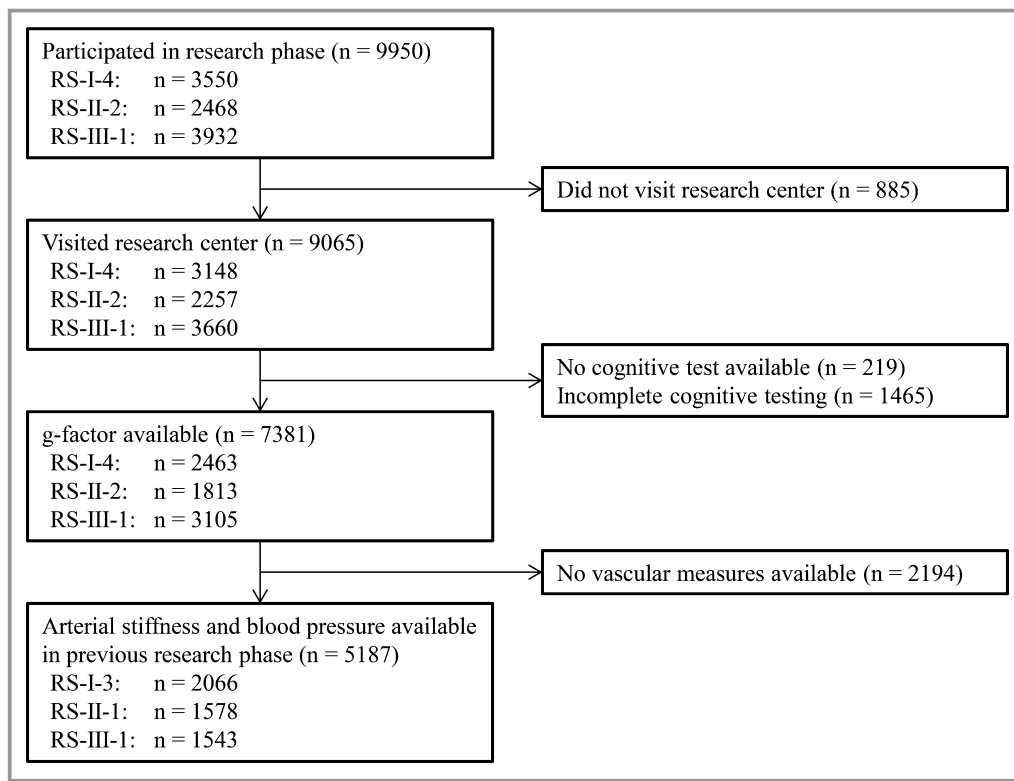 Participated in research phase (n = 9950)
RS-I-4: n = 3550
RS-II-2: n = 2468
RS-III-1: n = 3932
Did not visit research center (n = 885)
Visited research center (n = 9065)
RS-I-4: n = 3148
RS-II-2: n = 2257
RS-III-1: n = 3660
No cognitive test available (n = 219)
Incomplete cognitive testing (n = 1465)
g-factor available (n = 7381)
RS-I-4: n = 2463
RS-II-2: n = 1813
RS-III-1: n = 3105
No vascular measures available (n = 2194)
Arterial stiffness and blood pressure available
in previous research phase (n = 5187)
RS-I-3: n = 2066
RS-II-1: n = 1578
RS-III-1: n = 1543